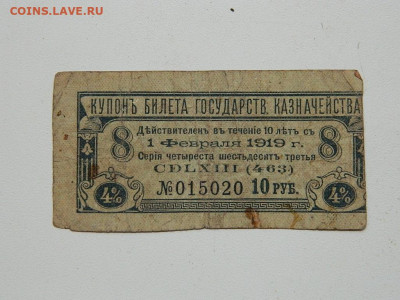 COINS.LAVE.RU
КУПОНЪ БИЛЕТА ГОСУДАРСТВ. КАЗНАЧЕЙСТВА
8 Дѣйствителенъ въ теченіе 10 лѣтъ съ 8
1 Февраля 1919 г.
Серія четыреста шестьдесятъ третья
CDLXIII (463)
4% №015020 10 РУБ. 4%